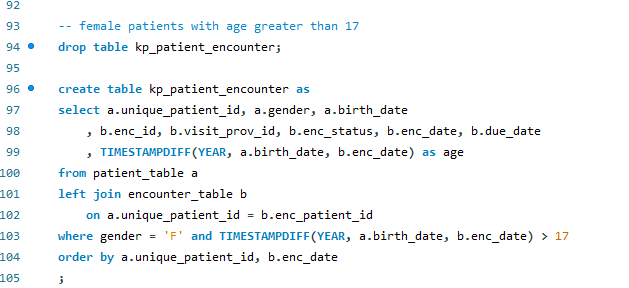 92
93 -- female patients with age greater than 17
94 drop table kp_patient_encounter;
95
96 create table kp_patient_encounter as
97 select a.unique_patient_id, a.gender, a.birth_date
98 , b.enc_id, b.visit_prov_id, b.enc_status, b.enc_date, b.due_date
99 , TIMESTAMPDIFF(YEAR, a.birth_date, b.enc_date) as age
100 from patient_table a
101 left join encounter_table b
102 on a.unique_patient_id = b.enc_patient_id
103 where gender = 'F' and TIMESTAMPDIFF(YEAR, a.birth_date, b.enc_date) > 17
104 order by a.unique_patient_id, b.enc_date
105 ;